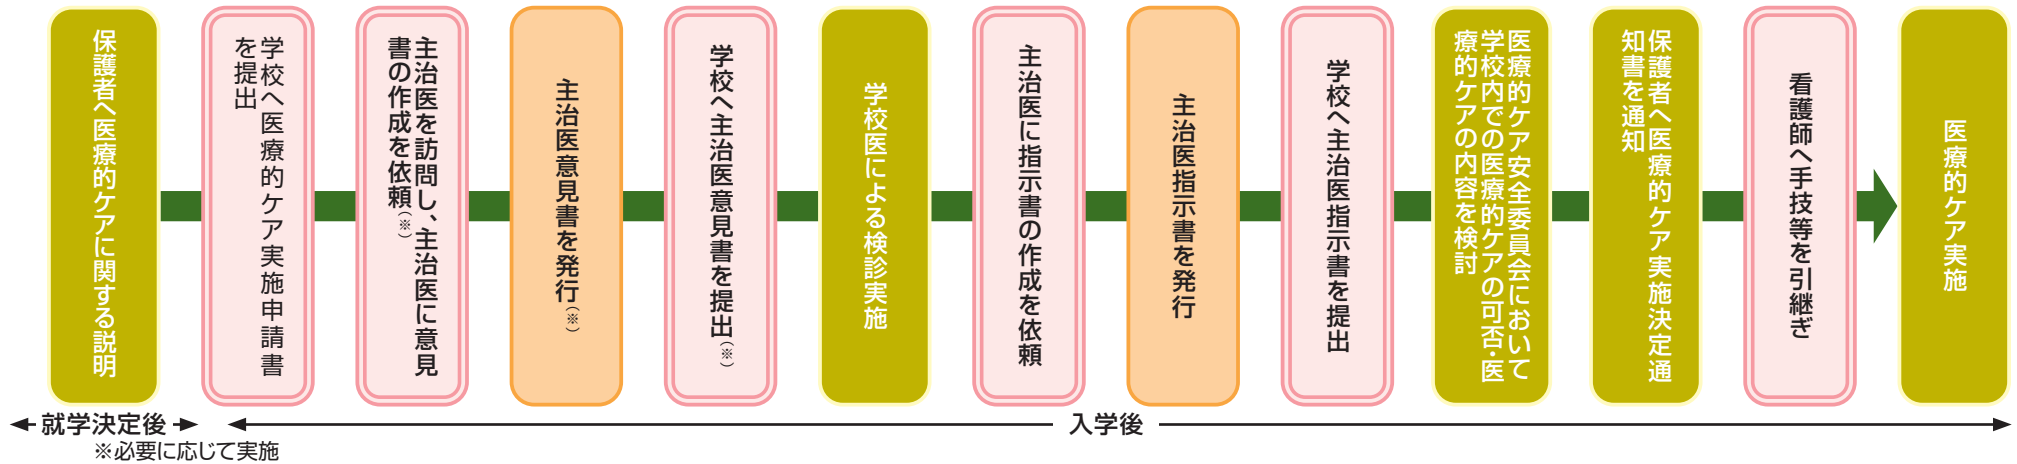 保護者へ医療的ケアに関する説明
学校へ医療的ケア実施申請書
を提出
主治医を訪問し、主治医に意見
書の作成を依頼（※）
主治医意見書を発行（※）
学校へ主治医意見書を提出（※）
学校医による検診実施
主治医に指示書の作成を依頼
主治医指示書を発行
学校へ主治医指示書を提出
医療的ケア安全委員会において
学校内での医療的ケアの可否・医
療的ケアの内容を検討
保護者へ医療的ケア実施決定通
知書を通知
看護師へ手技等を引継ぎ
医療的ケア実施
就学決定後
入学後
※必要に応じて実施